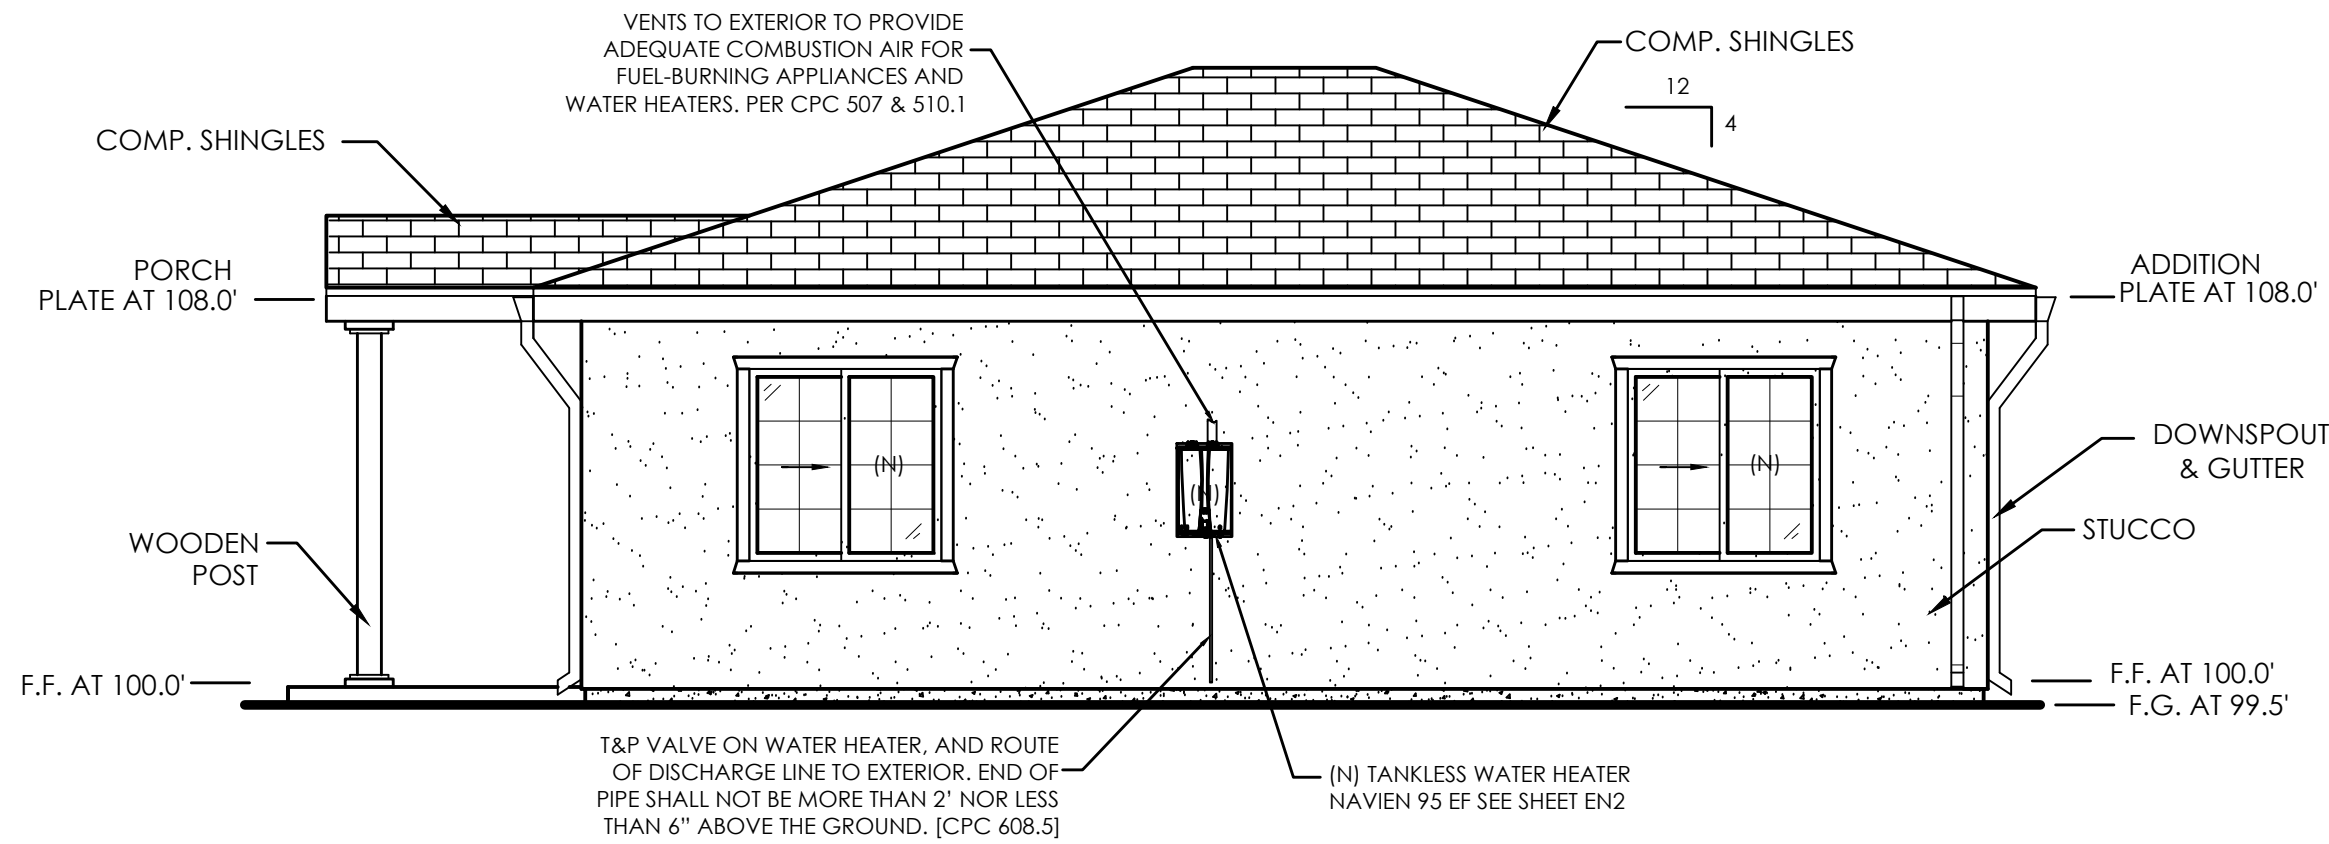 VENTS TO EXTERIOR TO PROVIDE
ADEQUATE COMBUSTION AIR FOR
FUEL-BURNING APPLIANCES AND
WATER HEATERS. PER CPC 507 & 510.1
COMP. SHINGLES
12
4
COMP. SHINGLES
PORCH
PLATE AT 108.0'
ADDITION
PLATE AT 108.0'
(N)
(N)
(N)
DOWNSPOUT
& GUTTER
STUCCO
WOODEN
POST
F.F. AT 100.0'
F.F. AT 100.0'
F.G. AT 99.5'
T&P VALVE ON WATER HEATER, AND ROUTE
OF DISCHARGE LINE TO EXTERIOR. END OF
PIPE SHALL NOT BE MORE THAN 2’ NOR LESS
THAN 6” ABOVE THE GROUND. [CPC 608.5]
(N) TANKLESS WATER HEATER
NAVIEN 95 EF SEE SHEET EN2